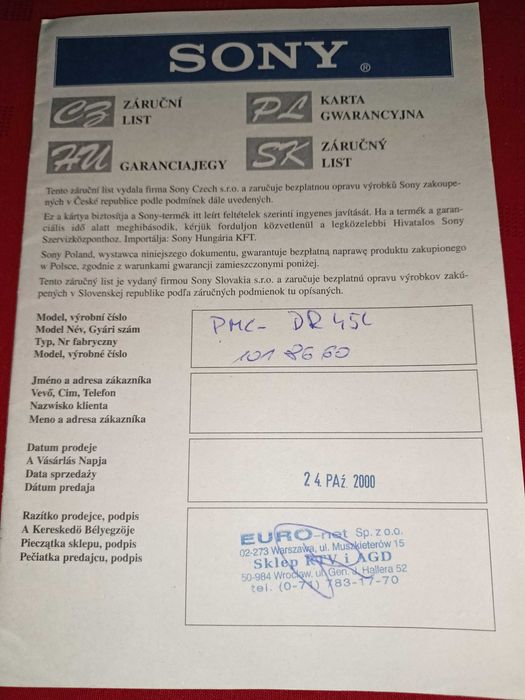 SONY ®
CZ ZÁRUČNÍ LIST
PL KARTA GWARANCYJNA
HU GARANCIAJEGY
SK ZÁRUČNÝ LIST
Tento záruční list vydala firma Sony Czech s.r.o. a zaručuje bezplatnou opravu výrobků Sony zakoupe-
ných v České republice podle podmínek dále uvedených.
Ez a kártya biztosítja a Sony-termék itt leírt feltételek szerinti ingyenes javítását. Ha a termék a garan-
ciális idő alatt meghibásodik, kérjük forduljon közvetlenül a legközelebbi Hivatalos Sony
Szervizközponthoz. Importálja: Sony Hungária KFT.
Sony Poland, wystawca niniejszego dokumentu, gwarantuje bezpłatną naprawę produktu zakupionego
w Polsce, zgodnie z warunkami gwarancji zamieszczonymi poniżej.
Tento záručný list je vydaný firmou Sony Slovakia s.r.o. a zaručuje bezplatnú opravu výrobkov zakú-
pených v Slovenskej republike podľa záručných podmienok tu opísaných.
Model, výrobní číslo
Model Név, Gyári szám
Typ, Nr fabryczny
Model, výrobné číslo
PMC- DR45L
101 8660
Jméno a adresa zákazníka
Vevő, Cím, Telefon
Nazwisko klienta
Meno a adresa zákazníka
Datum prodeje
A Vásárlás Napja
Data sprzedaży
Dátum predaja
24. PAź. 2000
Razítko prodejce, podpis
A Kereskedő Bélyegzője
Pieczątka sklepu, podpis
Pečiatka predajcu, podpis
EURO-net Sp. z o.o.
02-273 Warszawa, ul. Muszkieterów 15
Sklep RTV i AGD
50-984 Wrocław, ul. Gen. J. Hallera 52
tel. (0-71) 783-17-70